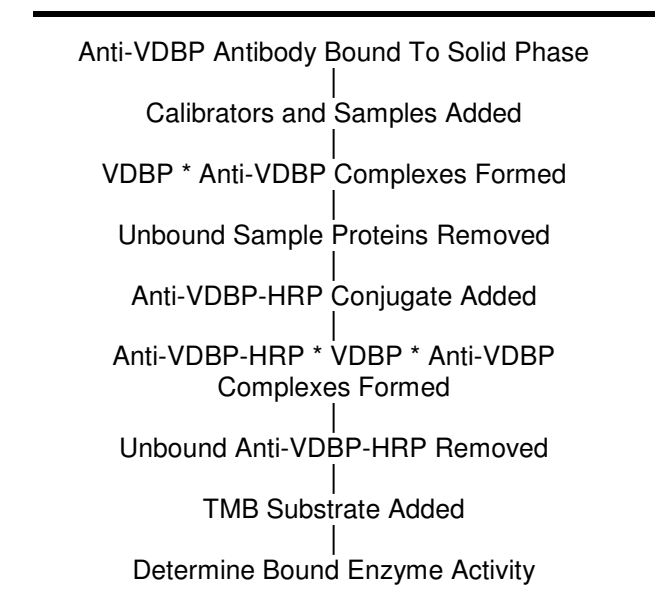 Anti-VDBP Antibody Bound To Solid Phase
Calibrators and Samples Added
VDBP * Anti-VDBP Complexes Formed
Unbound Sample Proteins Removed
Anti-VDBP-HRP Conjugate Added
Anti-VDBP-HRP * VDBP * Anti-VDBP
Complexes Formed
Unbound Anti-VDBP-HRP Removed
TMB Substrate Added
Determine Bound Enzyme Activity